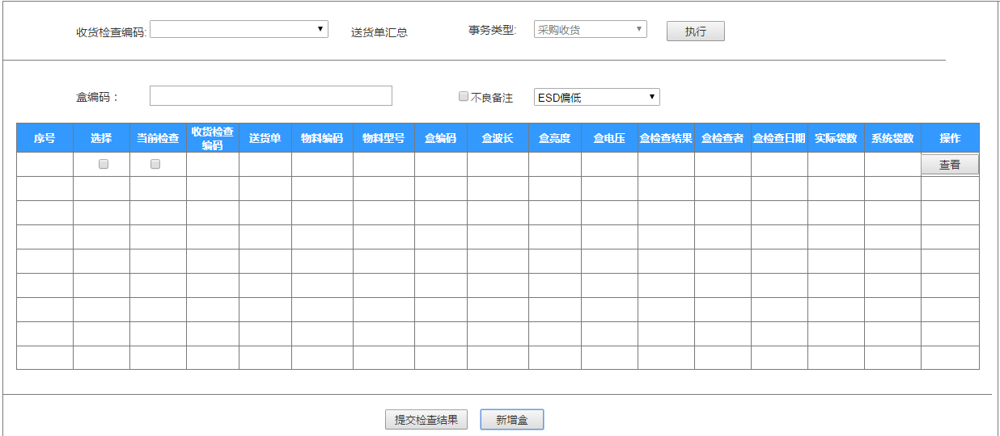 收货检查编码: 送货单汇总 事务类型: 采购收货 执行
盒编码： 不良备注 ESD偏低
序号 选择 当前检查 收货检查编码 送货单 物料编码 物料型号 盒编码 盒波长 盒亮度 盒电压 盒检查结果 盒检查者 盒检查日期 实际袋数 系统袋数 操作
查看
提交检查结果 新增盒